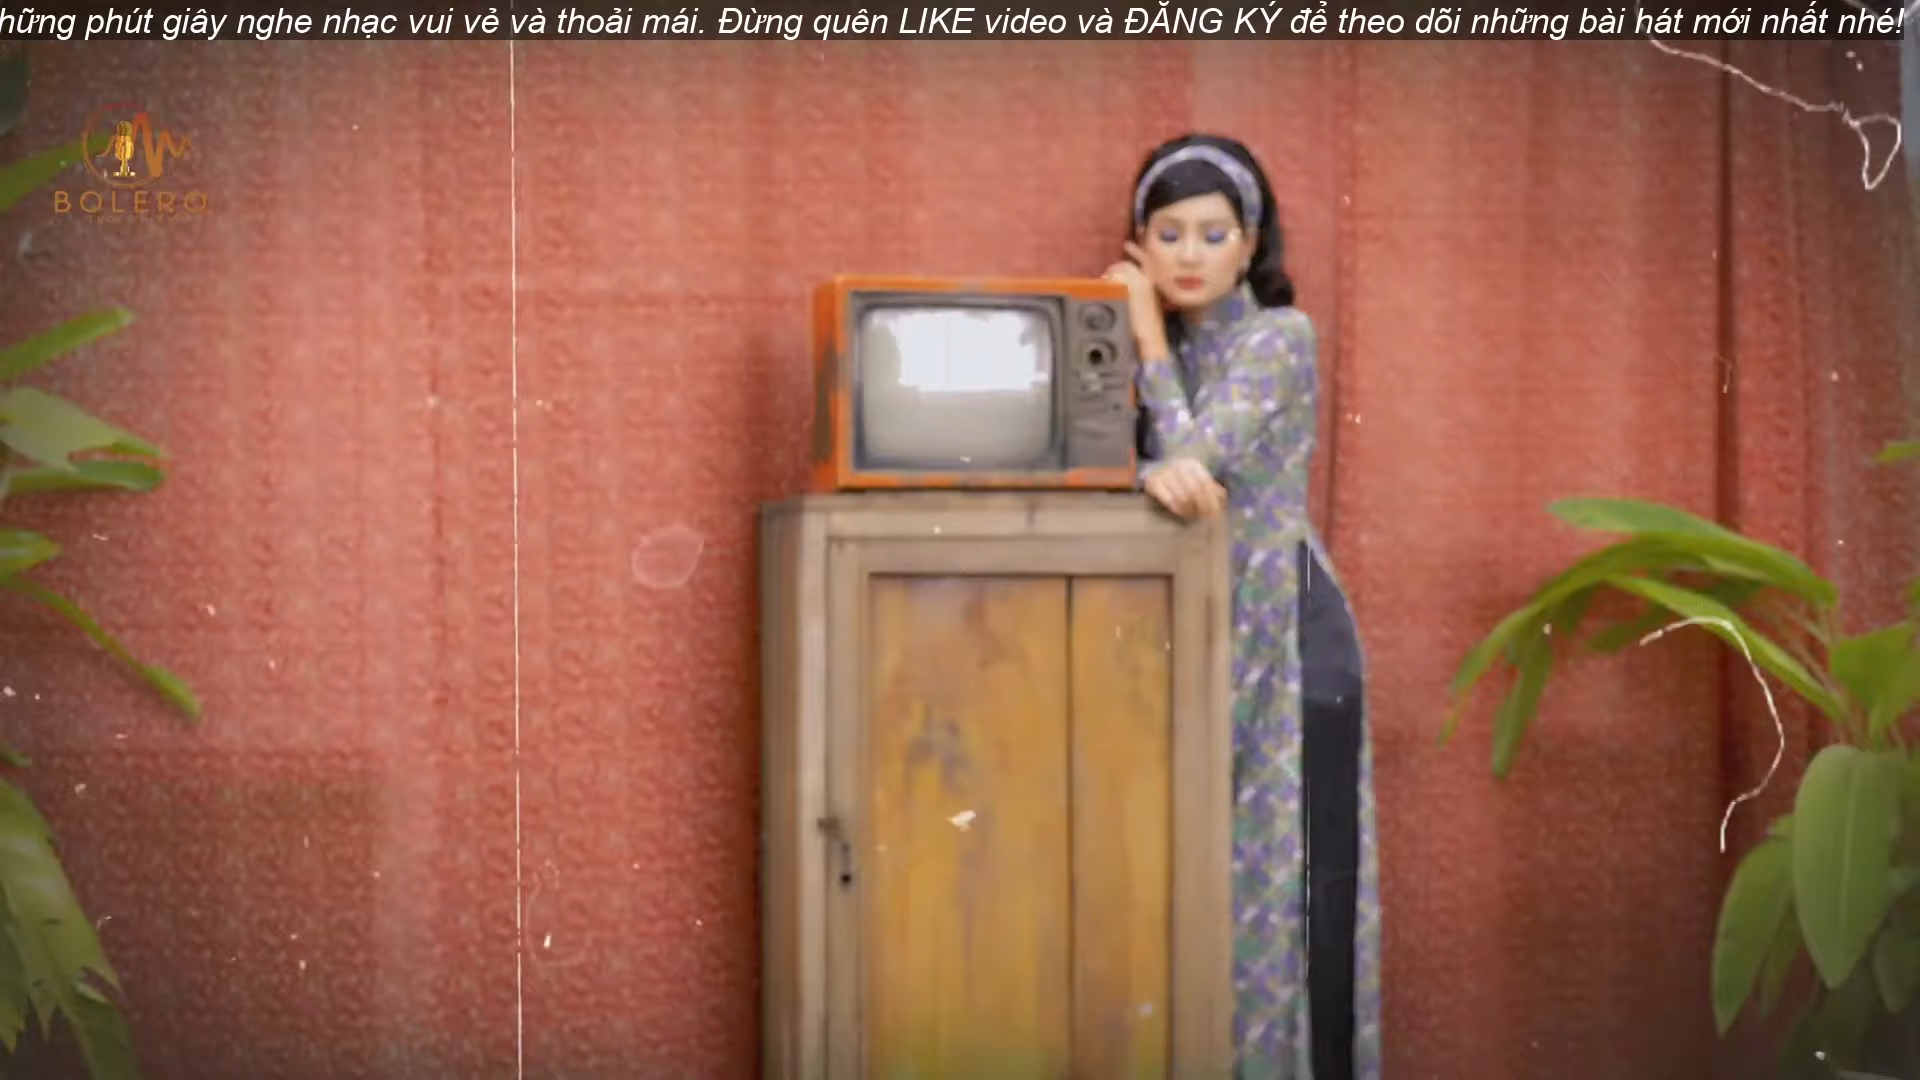 hững phút giây nghe nhạc vui vẻ và thoải mái. Đừng quên LIKE video và ĐĂNG KÝ để theo dõi những bài hát mới nhất nhé!
BOLERO